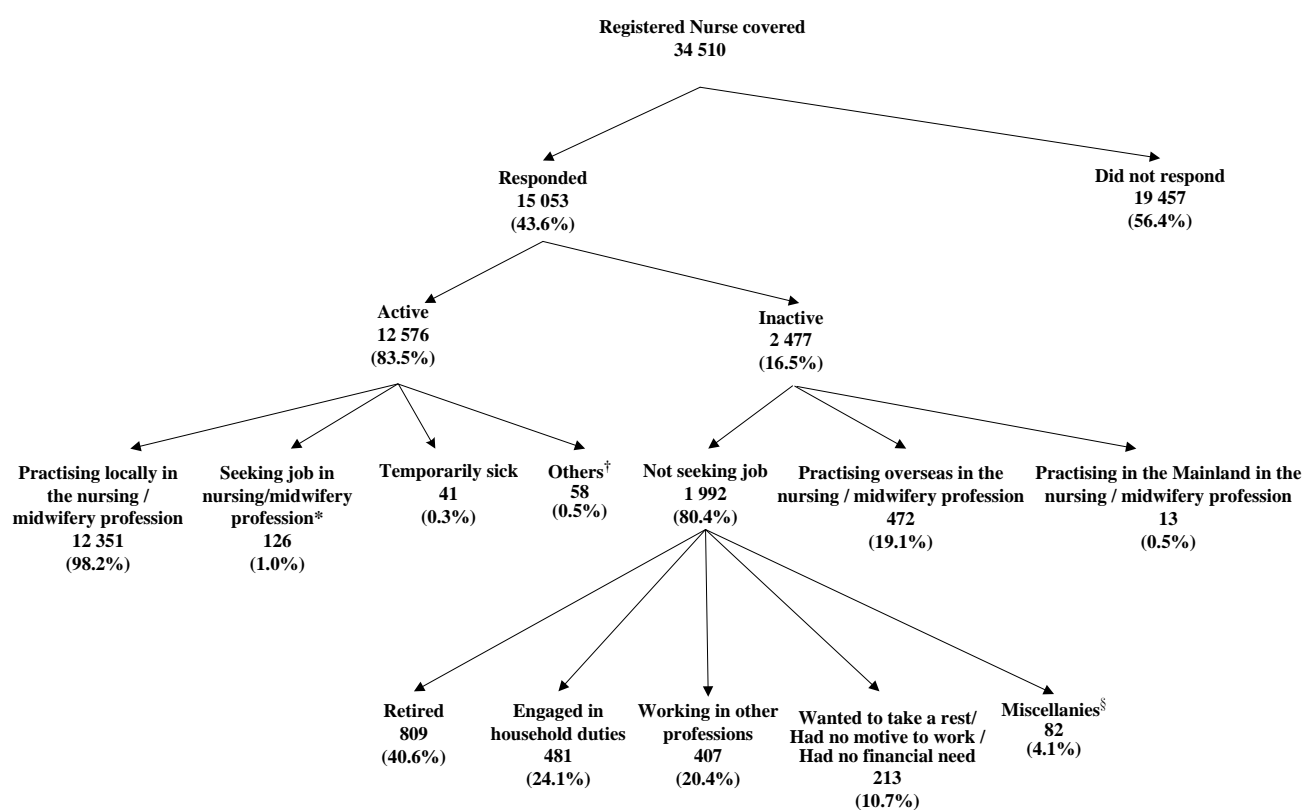 Registered Nurse covered
34 510
Responded
15 053
(43.6%)
Did not respond
19 457
(56.4%)
Active
12 576
(83.5%)
Inactive
2 477
(16.5%)
Practising locally in
the nursing /
midwifery profession
12 351
(98.2%)
Seeking job in
nursing/midwifery
profession*
126
(1.0%)
Temporarily sick
41
(0.3%)
Others†
58
(0.5%)
Not seeking job
1 992
(80.4%)
Practising overseas in the
nursing / midwifery profession
472
(19.1%)
Practising in the Mainland in the
nursing / midwifery profession
13
(0.5%)
Retired
809
(40.6%)
Engaged in
household duties
481
(24.1%)
Working in other
professions
407
(20.4%)
Wanted to take a rest/
Had no motive to work /
Had no financial need
213
(10.7%)
Miscellanies§
82
(4.1%)